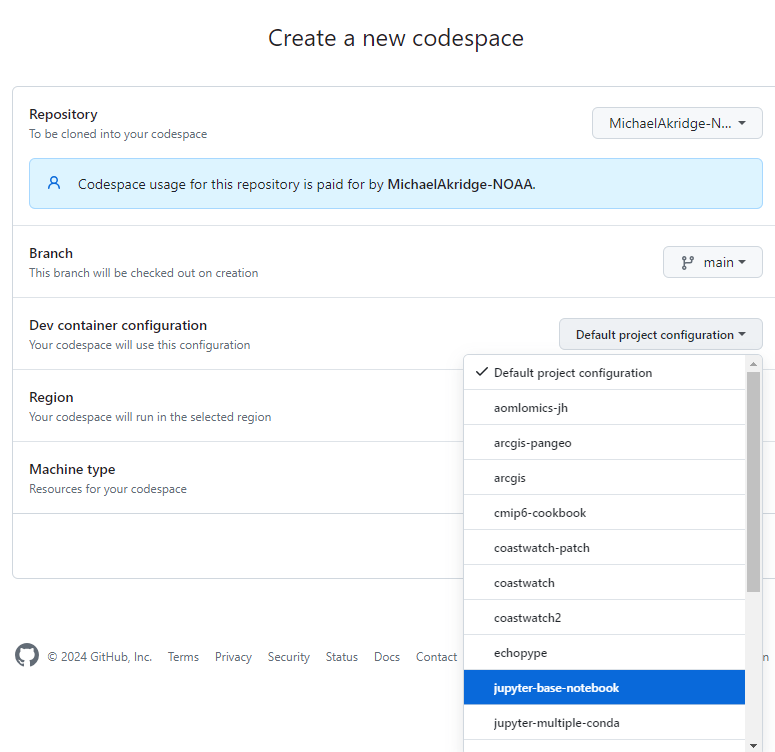 Create a new codespace
Repository
To be cloned into your codespace
MichaelAkridge-N...
Codespace usage for this repository is paid for by MichaelAkridge-NOAA.
Branch
This branch will be checked out on creation
main
Dev container configuration
Your codespace will use this configuration
Default project configuration
Default project configuration
aomlomics-jh
arcgis-pangeo
arcgis
cmip6-cookbook
coastwatch-patch
coastwatch
coastwatch2
echopype
jupyter-base-notebook
jupyter-multiple-conda
Region
Your codespace will run in the selected region
Machine type
Resources for your codespace
© 2024 GitHub, Inc. Terms Privacy Security Status Docs Contact